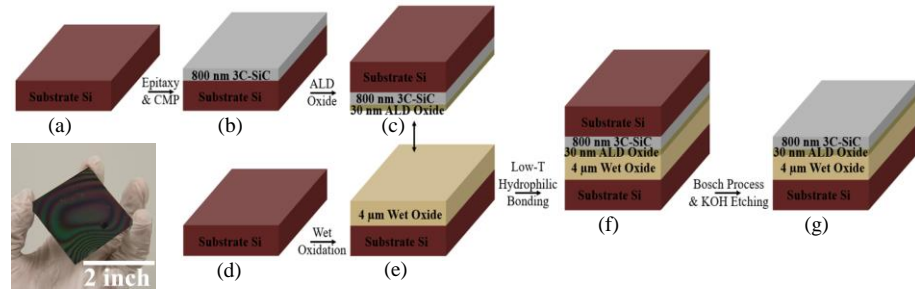 Substrate Si
(a)
Epitaxy
& CMP
800 nm 3C-SiC
Substrate Si
(b)
ALD
Oxide
Substrate Si
800 nm 3C-SiC
30 nm ALD Oxide
(c)
2 inch
Substrate Si
(d)
Wet
Oxidation
4 µm Wet Oxide
Substrate Si
(e)
Low-T
Hydrophilic
Bonding
Substrate Si
800 nm 3C-SiC
30 nm ALD Oxide
4 µm Wet Oxide
Substrate Si
(f)
Bosch Process
& KOH Etching
800 nm 3C-SiC
30 nm ALD Oxide
4 µm Wet Oxide
Substrate Si
(g)